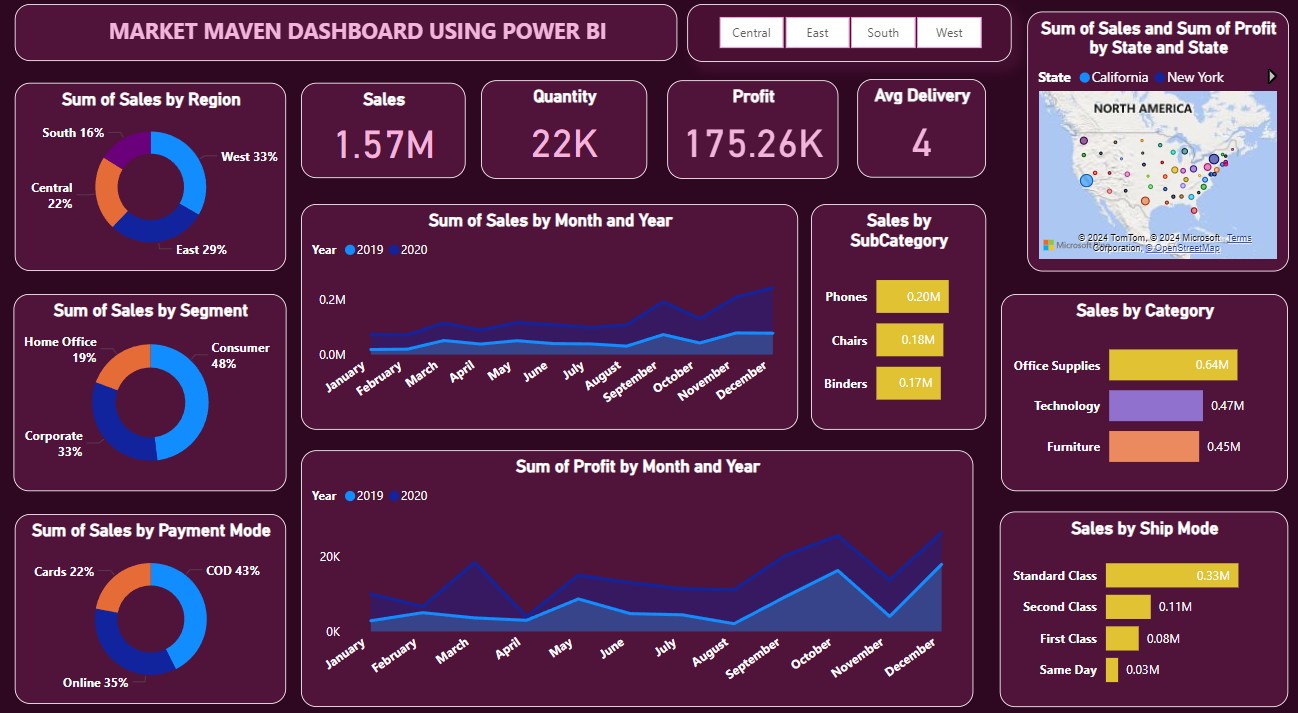 MARKET MAVEN DASHBOARD USING POWER BI
Central
East
South
West
Sum of Sales and Sum of Profit
by State and State
State California New York
NORTH AMERICA
© 2024 TomTom, © 2024 Microsoft
Corporation, © OpenStreetMap
Terms
Microsoft
Sum of Sales by Region
South 16%
West 33%
Central
22%
East 29%
Sales
1.57M
Quantity
22K
Profit
175.26K
Avg Delivery
4
Sum of Sales by Month and Year
Year 2019 2020
0.2M
0.0M
January
February
March
April
May
June
July
August
September
October
November
December
Sales by
SubCategory
Phones 0.20M
Chairs 0.18M
Binders 0.17M
Sum of Sales by Segment
Home Office
19%
Consumer
48%
Corporate
33%
Sales by Category
Office Supplies 0.64M
Technology 0.47M
Furniture 0.45M
Sum of Profit by Month and Year
Year 2019 2020
20K
0K
January
February
March
April
May
June
July
August
September
October
November
December
Sum of Sales by Payment Mode
Cards 22%
COD 43%
Online 35%
Sales by Ship Mode
Standard Class 0.33M
Second Class 0.11M
First Class 0.08M
Same Day 0.03M